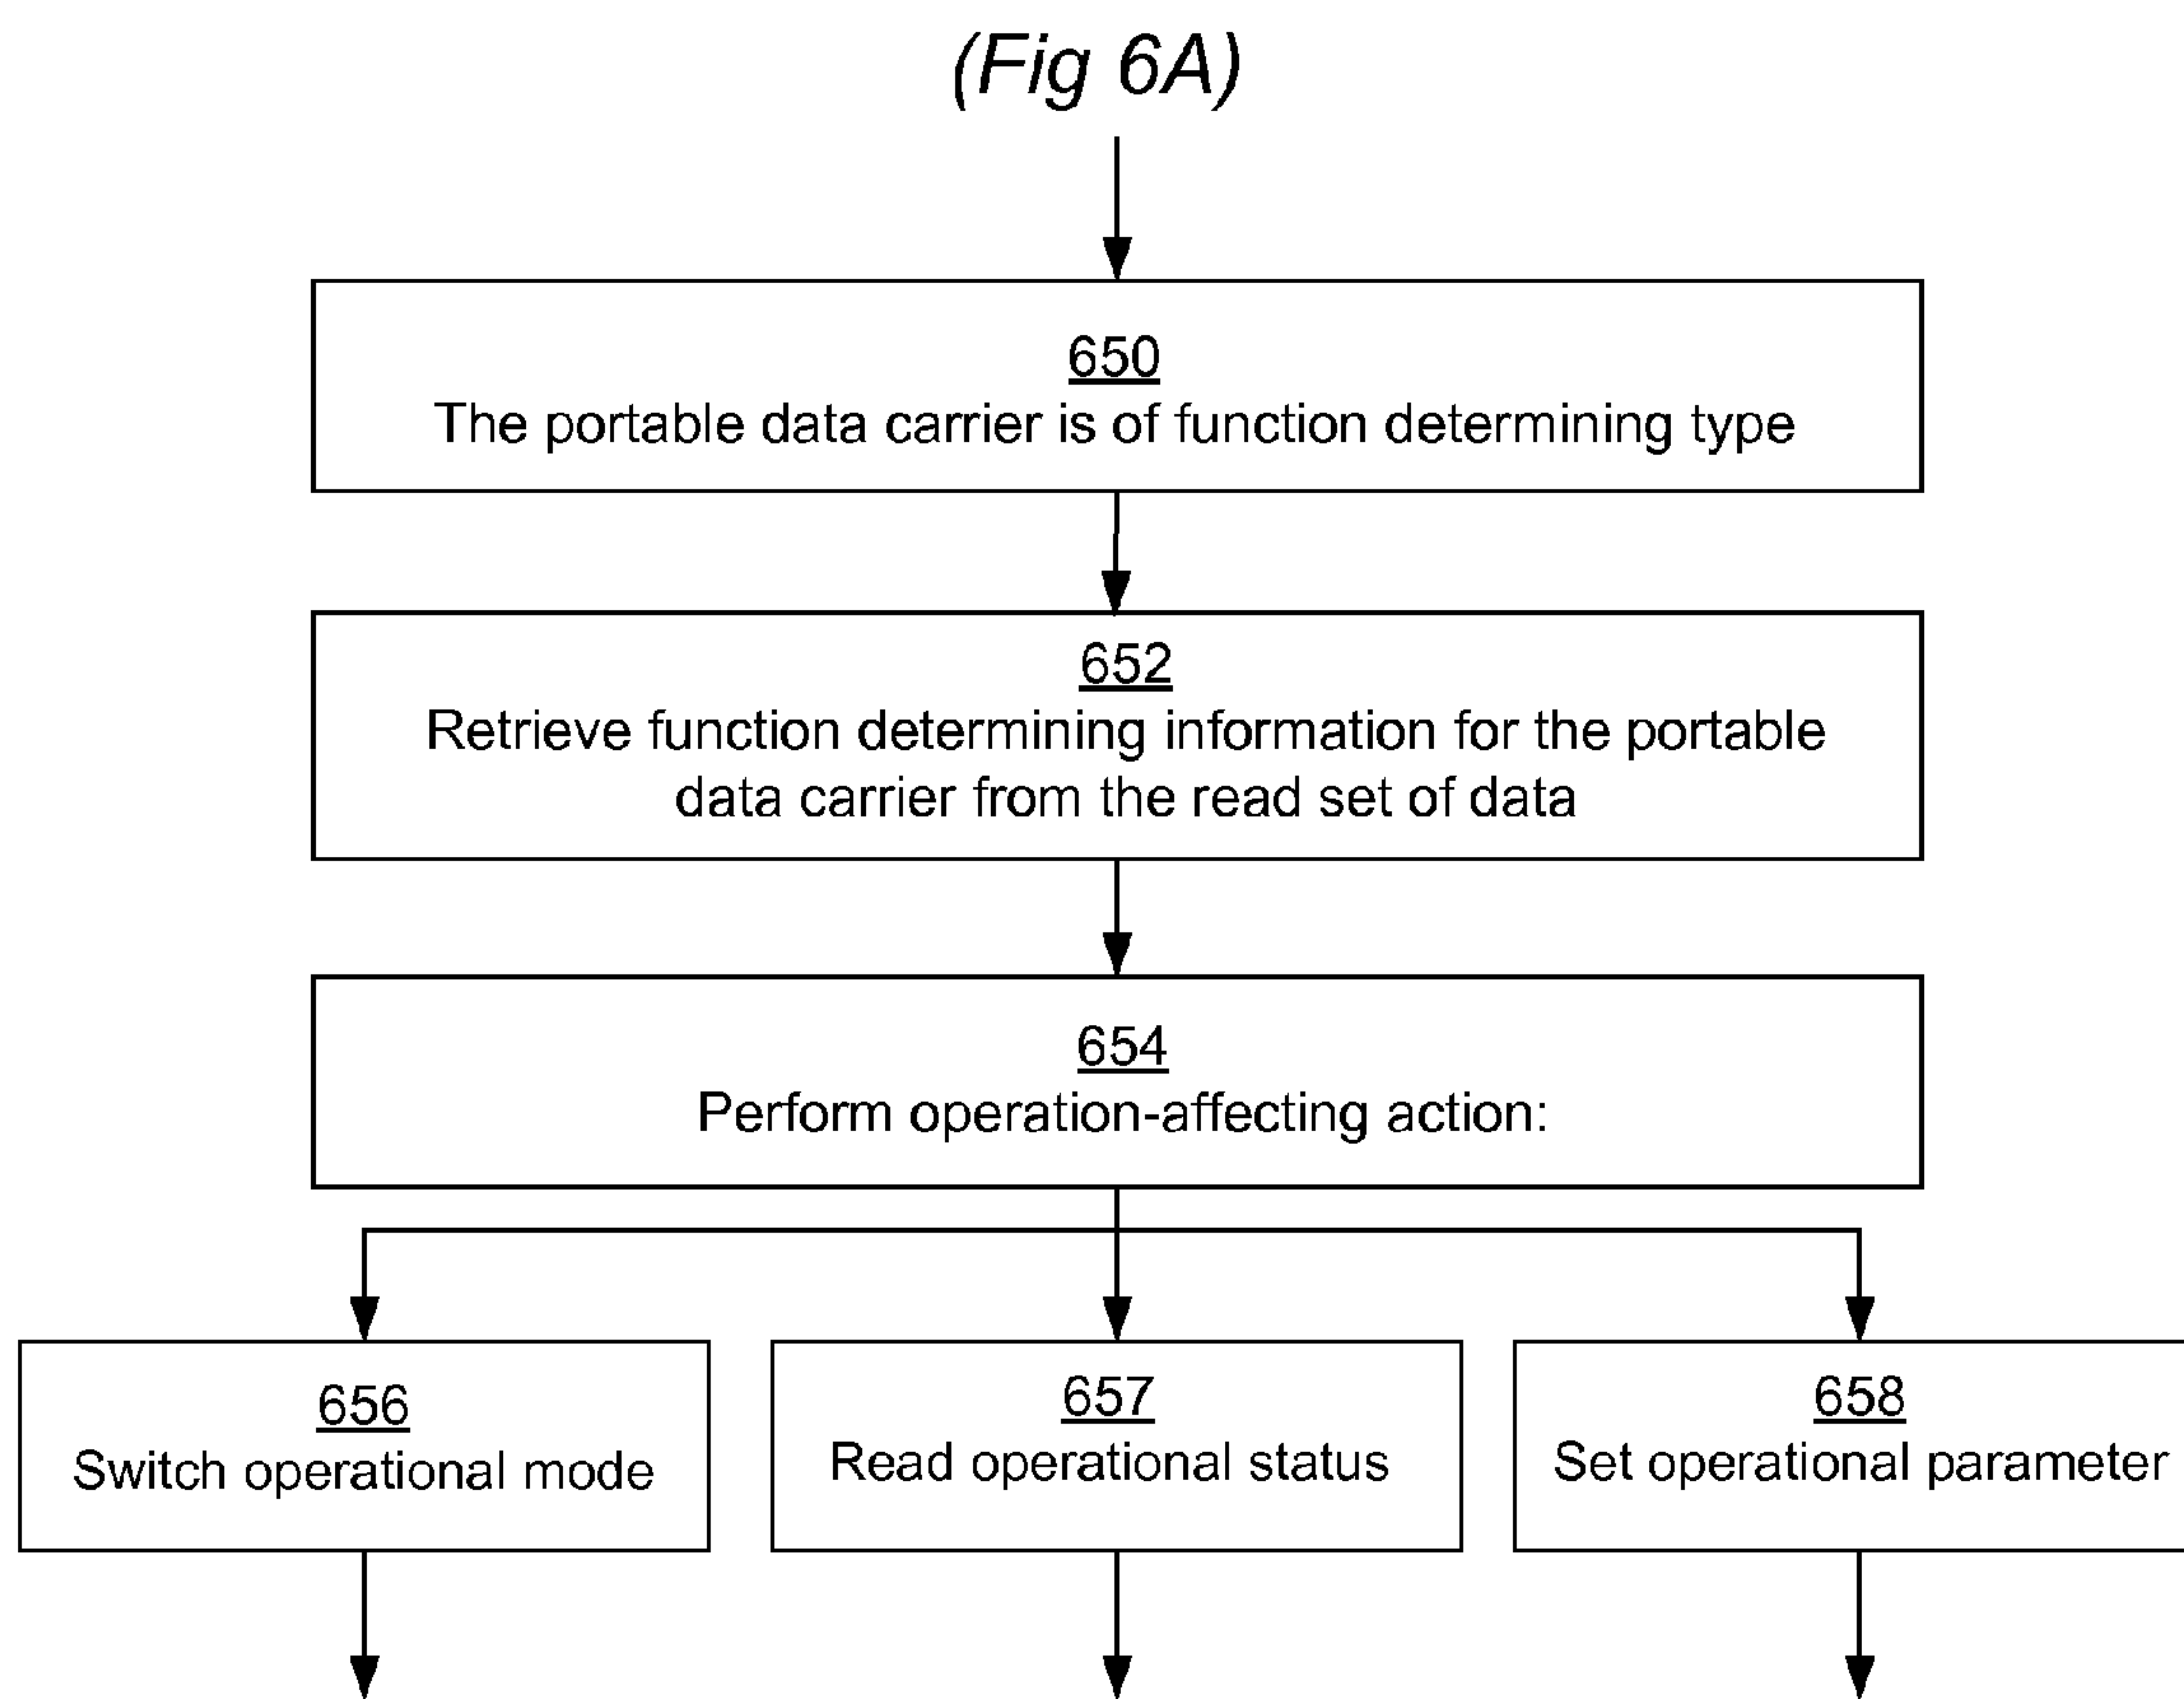 (Fig 6A)
650
The portable data carrier is of function determining type
652
Retrieve function determining information for the portable
data carrier from the read set of data
654
Perform operation-affecting action:
656
Switch operational mode
657
Read operational status
658
Set operational parameter